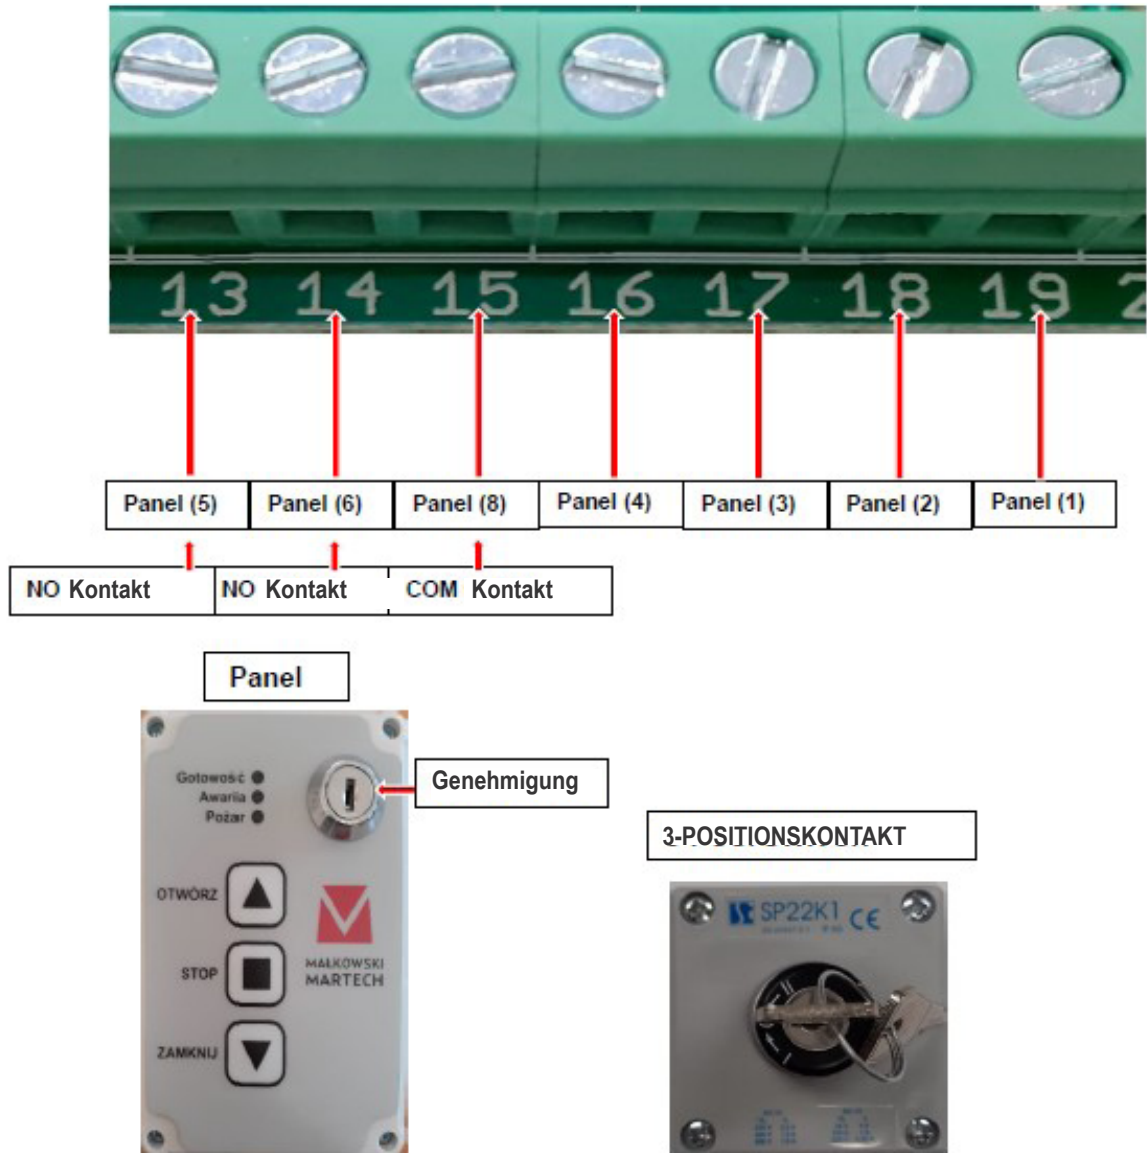 13 14 15 16 17 18 19
Panel (5) Panel (6) Panel (8) Panel (4) Panel (3) Panel (2) Panel (1)
NO Kontakt NO Kontakt COM Kontakt
Panel
Gotowość
Awaria
Pożar
Genehmigung
OTWÓRZ
STOP
MAŁKOWSKI
MARTECH
ZAMKNIJ
3-POSITIONSKONTAKT
SP22K1 CE